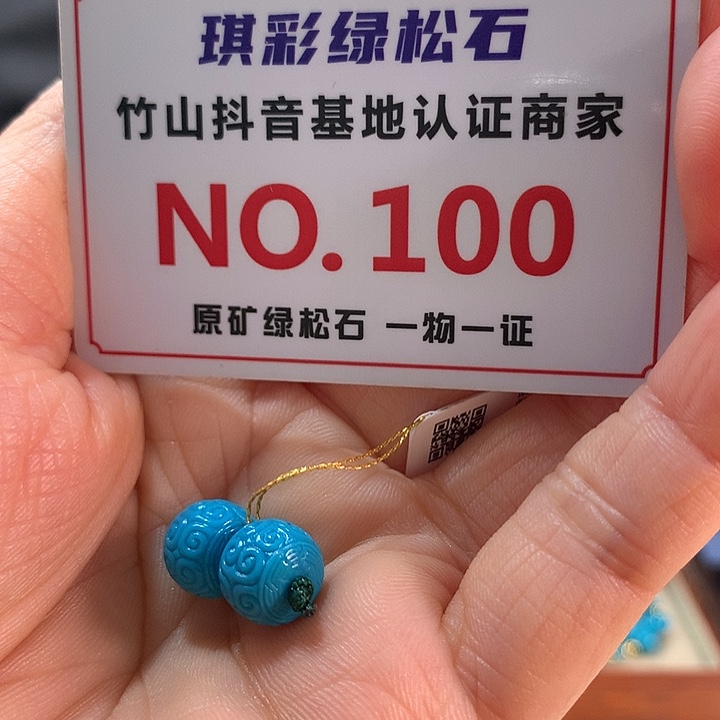 琪彩绿松石
竹山抖音基地认证商家
NO.100
原矿绿松石 一物一证